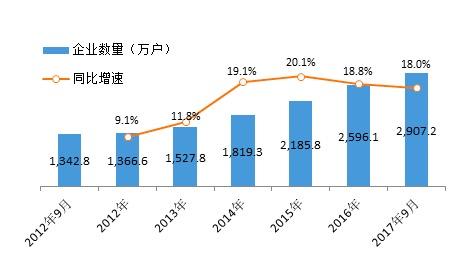 企业数量（万户）
同比增速
9.1%
11.8%
19.1%
20.1%
18.8%
18.0%
1,342.8
1,366.6
1,527.8
1,819.3
2,185.8
2,596.1
2,907.2
2012年9月
2012年
2013年
2014年
2015年
2016年
2017年9月